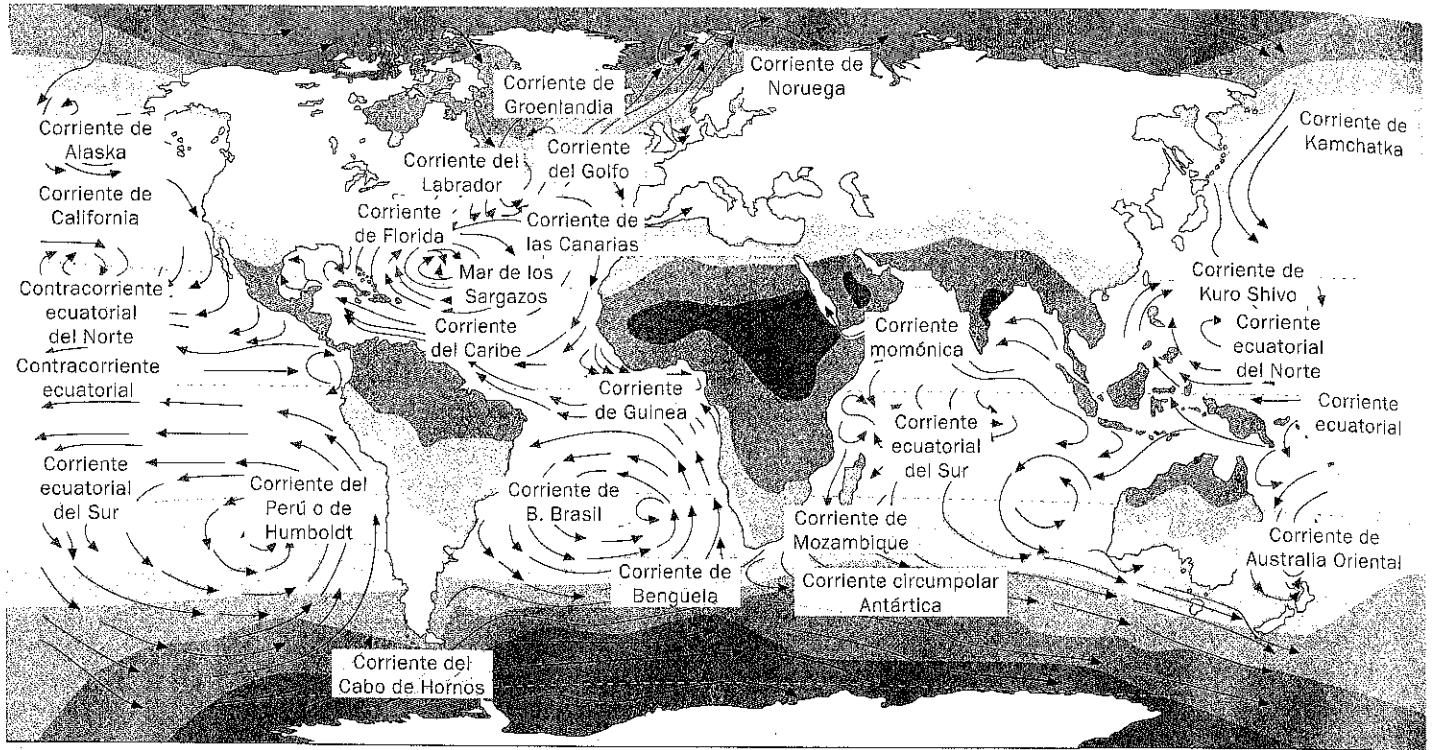 Corriente de
Groenlandia
Corriente de
Noruega
Corriente de
Alaska
Corriente de
Kamchatka
Corriente del
Labrador
Corriente
del Golfo
Corriente de
California
Corriente
de Florida
Corriente de
las Canarias
Mar de los
Sargazos
Corriente de
Kuro Shivo
Contracorriente
ecuatorial
del Norte
Corriente
del Caribe
Corriente
momónica
Corriente
ecuatorial
del Norte
Contracorriente
ecuatorial
Corriente
de Guinea
Corriente
ecuatorial
del Sur
Corriente
ecuatorial
Corriente
ecuatorial
del Sur
Corriente del
Perú o de
Humboldt
Corriente de
B. Brasil
Corriente de
Mozambique
Corriente de
Australia Oriental
Corriente de
Bengüela
Corriente circumpolar
Antártica
Corriente del
Cabo de Hornos